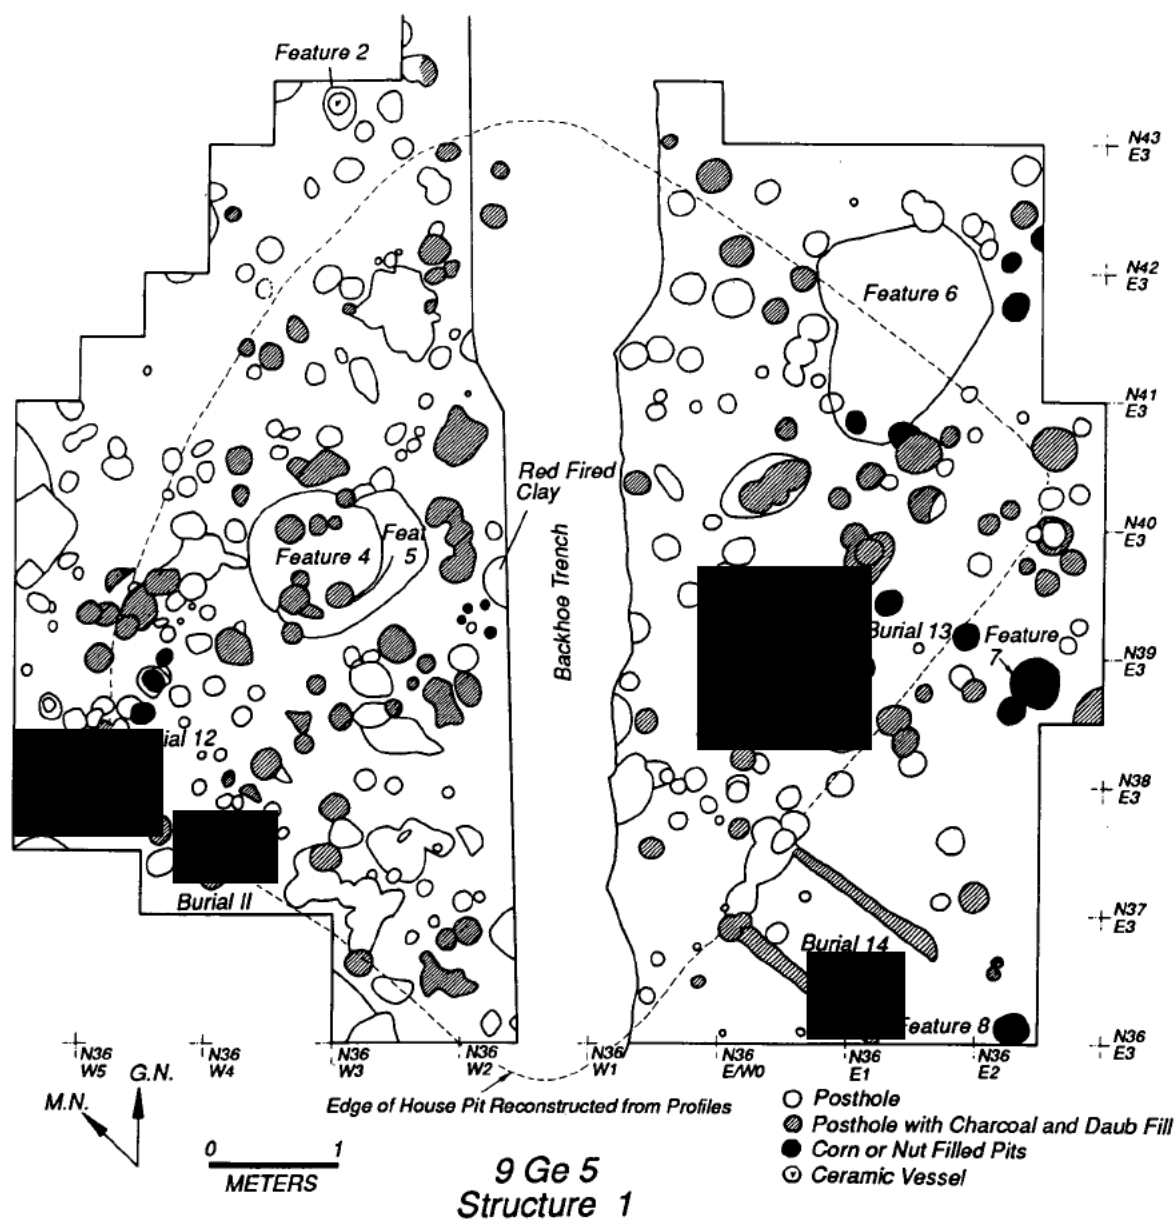 Feature 2
N43
E3
N42
E3
Feature 6
N41
E3
Red Fired
Clay
N40
E3
Feat
5
Feature 4
Backhoe Trench
Burial 13
Feature
7
N39
E3
12
N38
E3
Burial II
N37
E3
Burial 14
Feature 8
N36
E3
N36
W5
N36
W4
N36
W3
N36
W2
N36
W1
N36
E/W0
N36
E1
N36
E2
G.N.
M.N.
Edge of House Pit Reconstructed from Profiles
Posthole
Posthole with Charcoal and Daub Fill
Corn or Nut Filled Pits
Ceramic Vessel
0 1
METERS
9 Ge 5
Structure 1